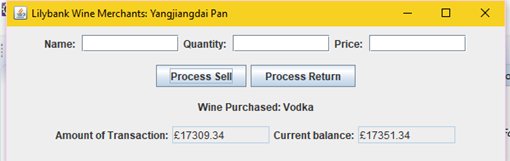 Lilybank Wine Merchants: Yangjiangdai Pan
Name: Quantity: Price:
Process Sell Process Return
Wine Purchased: Vodka
Amount of Transaction: £17309.34 Current balance: £17351.34